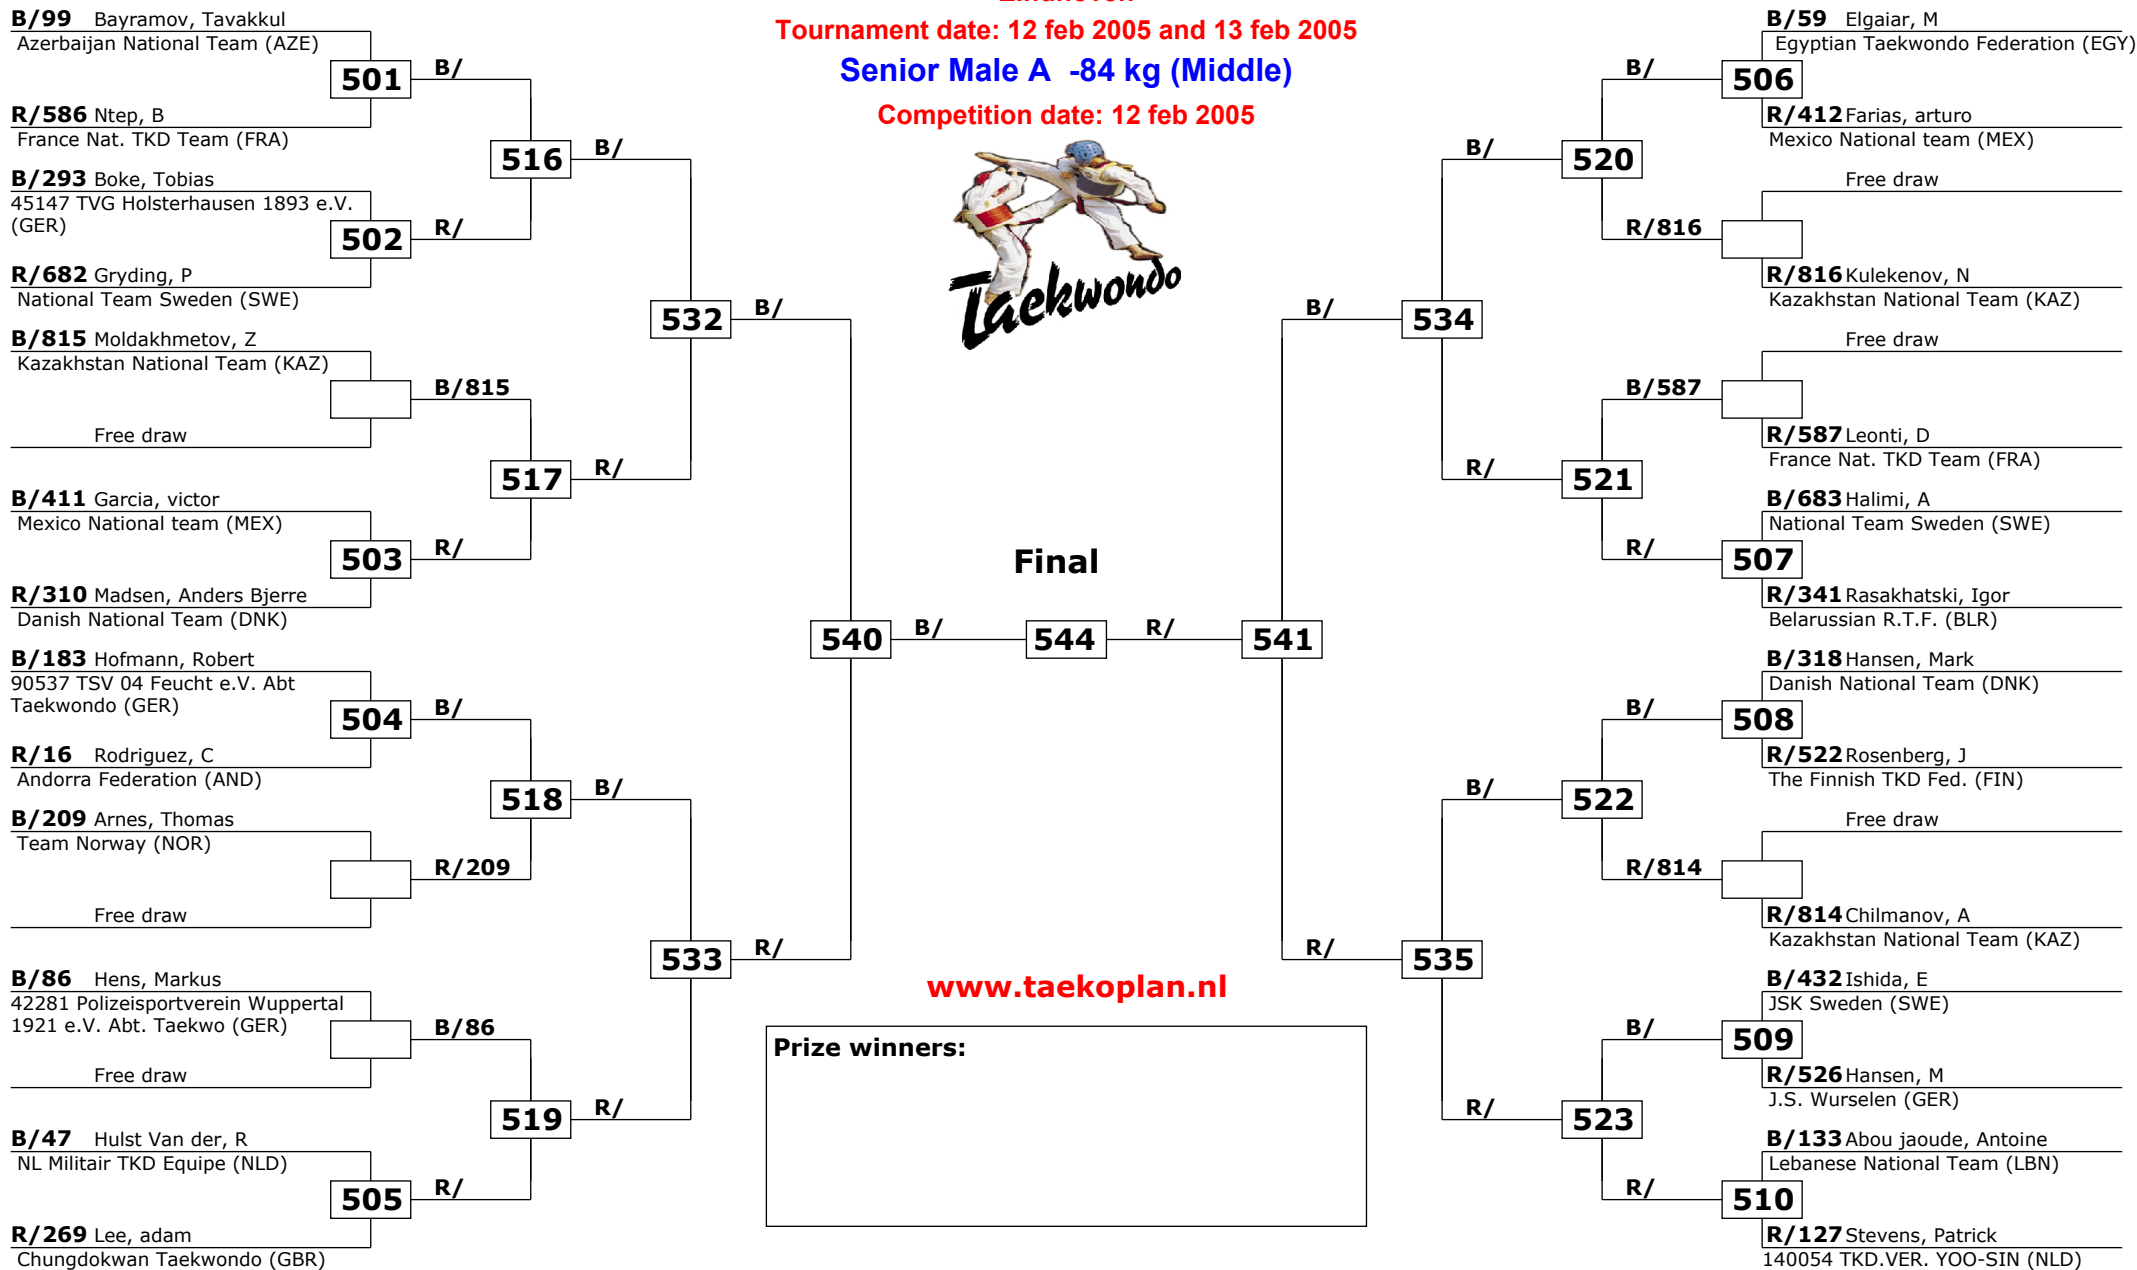 Eindhoven
Tournament date: 12 feb 2005 and 13 feb 2005
Senior Male A -84 kg (Middle)
Competition date: 12 feb 2005
Taekwondo
B/99 Bayramov, Tavakkul
Azerbaijan National Team (AZE)
501
B/
R/586 Ntep, B
France Nat. TKD Team (FRA)
516
B/
B/293 Boke, Tobias
45147 TVG Holsterhausen 1893 e.V.
(GER)
502
R/
R/682 Gryding, P
National Team Sweden (SWE)
532
B/
B/815 Moldakhmetov, Z
Kazakhstan National Team (KAZ)
B/815
Free draw
517
R/
B/411 Garcia, victor
Mexico National team (MEX)
503
R/
R/310 Madsen, Anders Bjerre
Danish National Team (DNK)
540
B/
B/183 Hofmann, Robert
90537 TSV 04 Feucht e.V. Abt
Taekwondo (GER)
504
B/
R/16 Rodriguez, C
Andorra Federation (AND)
518
B/
B/209 Arnes, Thomas
Team Norway (NOR)
R/209
Free draw
533
R/
B/86 Hens, Markus
42281 Polizeisportverein Wuppertal
1921 e.V. Abt. Taekwo (GER)
B/86
Free draw
519
R/
B/47 Hulst Van der, R
NL Militair TKD Equipe (NLD)
505
R/
R/269 Lee, adam
Chungdokwan Taekwondo (GBR)
Final
544
R/
541
www.taekoplan.nl
Prize winners:
B/59 Elgaiar, M
Egyptian Taekwondo Federation (EGY)
B/
506
R/412 Farias, arturo
Mexico National team (MEX)
B/
520
Free draw
R/816
R/816 Kulekenov, N
Kazakhstan National Team (KAZ)
B/
534
Free draw
B/587
R/587 Leonti, D
France Nat. TKD Team (FRA)
R/
521
B/683 Halimi, A
National Team Sweden (SWE)
R/
507
R/341 Rasakhatski, Igor
Belarussian R.T.F. (BLR)
B/318 Hansen, Mark
Danish National Team (DNK)
B/
508
R/522 Rosenberg, J
The Finnish TKD Fed. (FIN)
B/
522
Free draw
R/814
R/814 Chilmanov, A
Kazakhstan National Team (KAZ)
R/
535
B/432 Ishida, E
JSK Sweden (SWE)
B/
509
R/526 Hansen, M
J.S. Wurselen (GER)
R/
523
B/133 Abou jaoude, Antoine
Lebanese National Team (LBN)
R/
510
R/127 Stevens, Patrick
140054 TKD.VER. YOO-SIN (NLD)